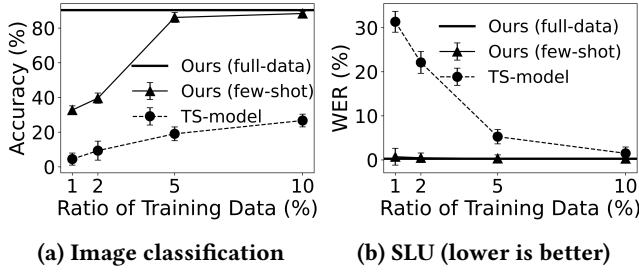 Accuracy (%)
80
60
40
20
0
Ours (full-data)
Ours (few-shot)
TS-model
1 2 5 10
Ratio of Training Data (%)
(a) Image classification
WER (%)
30
20
10
0
Ours (full-data)
Ours (few-shot)
TS-model
1 2 5 10
Ratio of Training Data (%)
(b) SLU (lower is better)